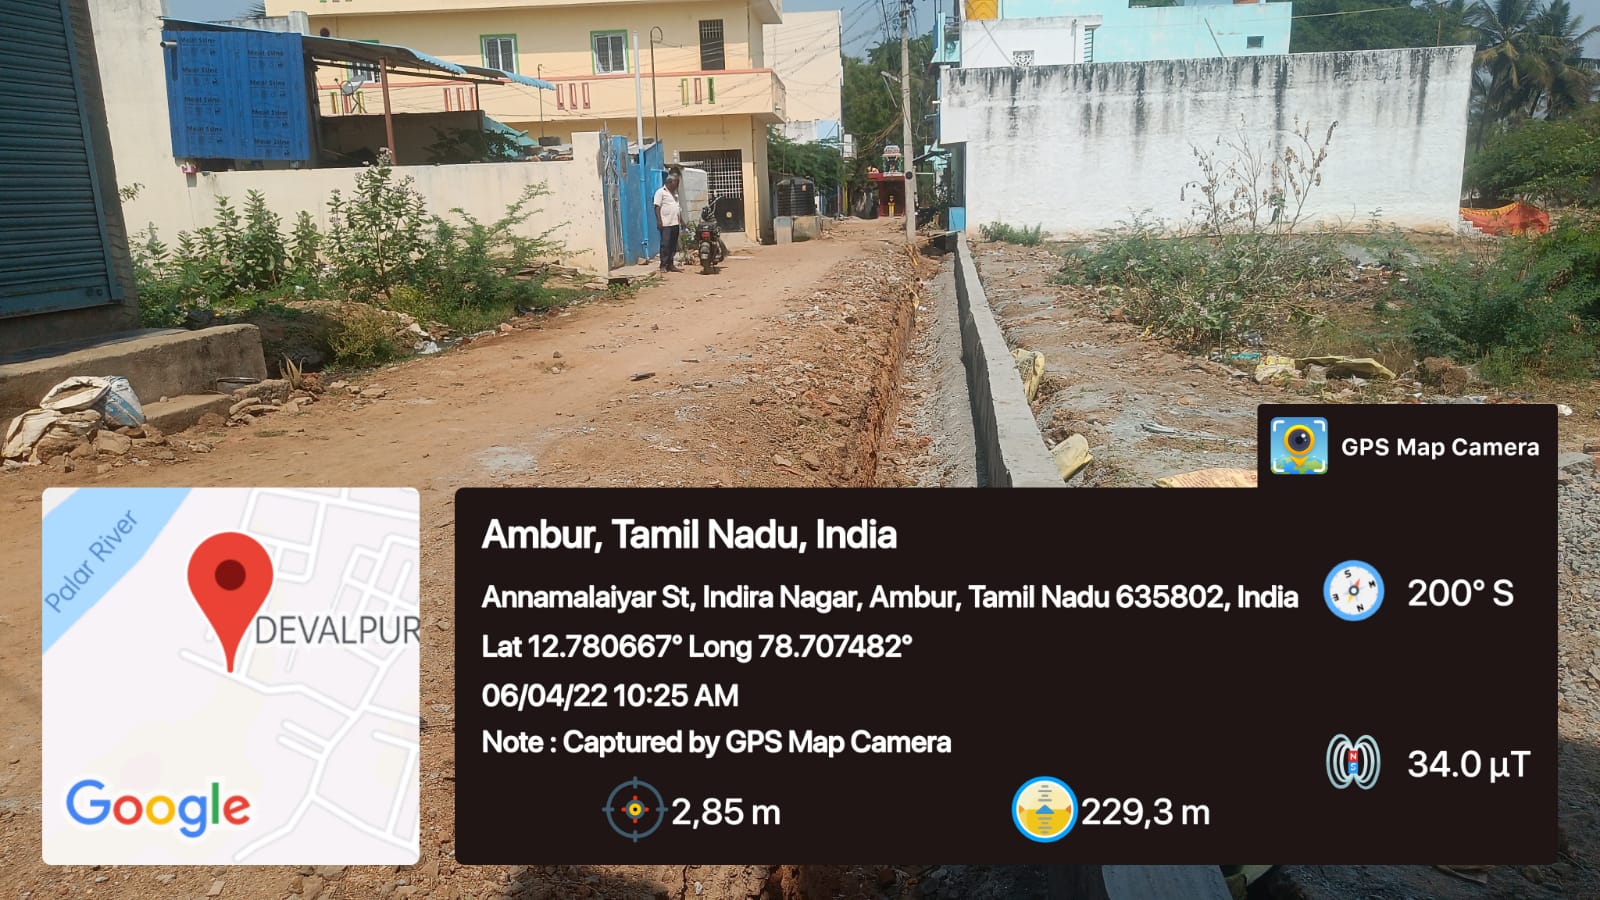 Metal Stine
GPS Map Camera
Palar River
DEVALPUR
Google
Ambur, Tamil Nadu, India
Annamalaiyar St, Indira Nagar, Ambur, Tamil Nadu 635802, India
Lat 12.780667° Long 78.707482°
06/04/22 10:25 AM
Note : Captured by GPS Map Camera
200° S
34.0 µT
2,85 m
229,3 m